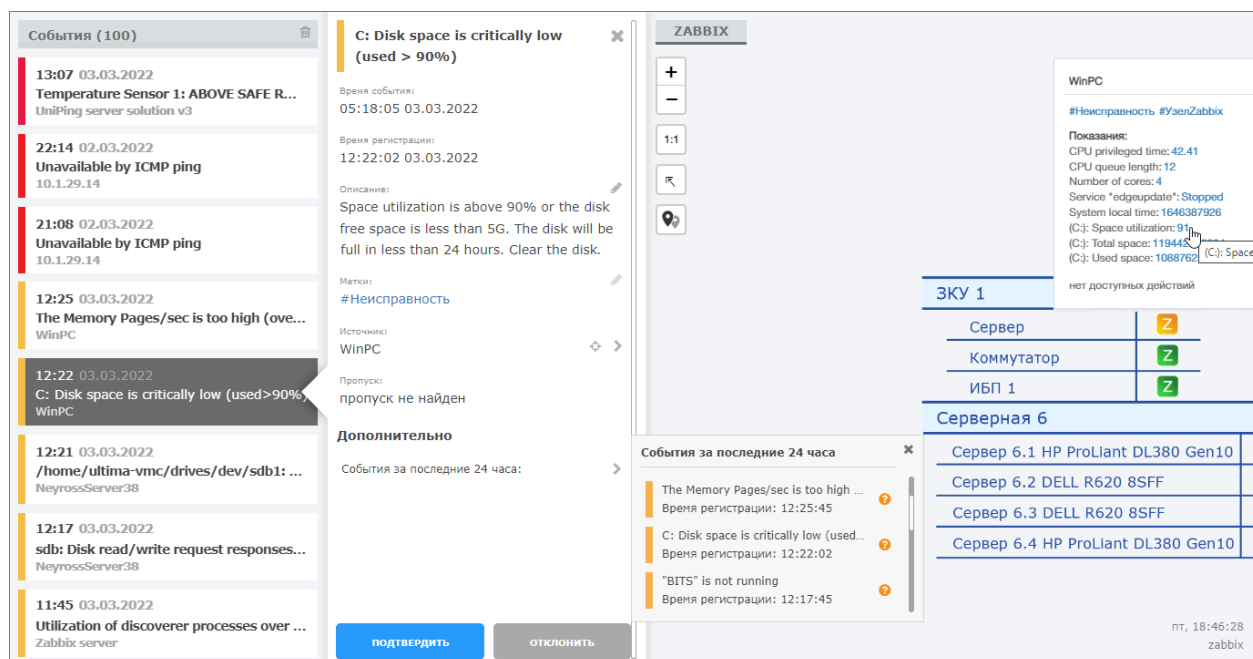 События (100)
13:07 03.03.2022
Temperature Sensor 1: ABOVE SAFE R...
UniPing server solution v3
22:14 02.03.2022
Unavailable by ICMP ping
10.1.29.14
21:08 02.03.2022
Unavailable by ICMP ping
10.1.29.14
12:25 03.03.2022
The Memory Pages/sec is too high (ove...
WinPC
12:22 03.03.2022
C: Disk space is critically low (used>90%)
WinPC
12:21 03.03.2022
/home/ultima-vmc/drives/dev/sdb1: ...
NeyrossServer38
12:17 03.03.2022
sdb: Disk read/write request responses...
NeyrossServer38
11:45 03.03.2022
Utilization of discoverer processes over ...
Zabbix server
C: Disk space is critically low
(used > 90%)
Время события:
05:18:05 03.03.2022
Время регистрации:
12:22:02 03.03.2022
Описание:
Space utilization is above 90% or the disk
free space is less than 5G. The disk will be
full in less than 24 hours. Clear the disk.
Метки:
#Неисправность
Источник:
WinPC
Пропуск:
пропуск не найден
Дополнительно
События за последние 24 часа:
ПОДТВЕРДИТЬ
ОТКЛОНИТЬ
События за последние 24 часа
The Memory Pages/sec is too high ...
Время регистрации: 12:25:45
C: Disk space is critically low (used...
Время регистрации: 12:22:02
"BITS" is not running
Время регистрации: 12:17:45
ZABBIX
+
−
1:1
WinPC
#Неисправность #УзелZabbix
Показания:
CPU privileged time: 42.41
CPU queue length: 12
Number of cores: 4
Service "edgeupdate": Stopped
System local time: 1646387926
(C:): Space utilization: 91
(C:): Total space:
(C:): Used space:
(C:): Space
нет доступных действий
ЗКУ 1
Сервер Z
Коммутатор Z
ИБП 1 Z
Серверная 6
Сервер 6.1 HP ProLiant DL380 Gen10
Сервер 6.2 DELL R620 8SFF
Сервер 6.3 DELL R620 8SFF
Сервер 6.4 HP ProLiant DL380 Gen10
пт, 18:46:28
zabbix